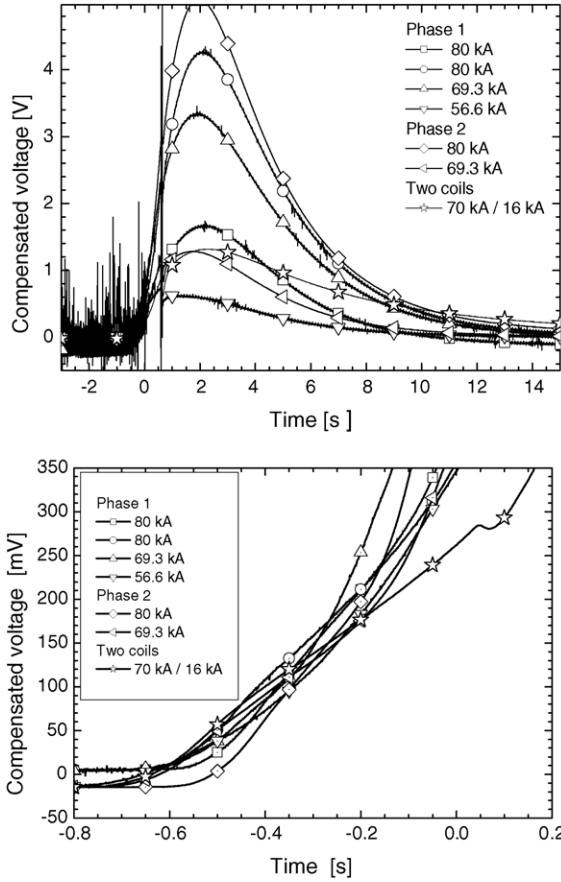 5
4
3
2
1
0
Compensated voltage [V]
Phase 1
80 kA
80 kA
69.3 kA
56.6 kA
Phase 2
80 kA
69.3 kA
Two coils
70 kA / 16 kA
-2 0 2 4 6 8 10 12 14 15
Time [s ]
350
300
250
200
150
100
50
0
-50
Compensated voltage [mV]
Phase 1
80 kA
80 kA
69.3 kA
56.6 kA
Phase 2
80 kA
69.3 kA
Two coils
70 kA / 16 kA
-0.8 -0.6 -0.4 -0.2 0.0 0.2
Time [s]